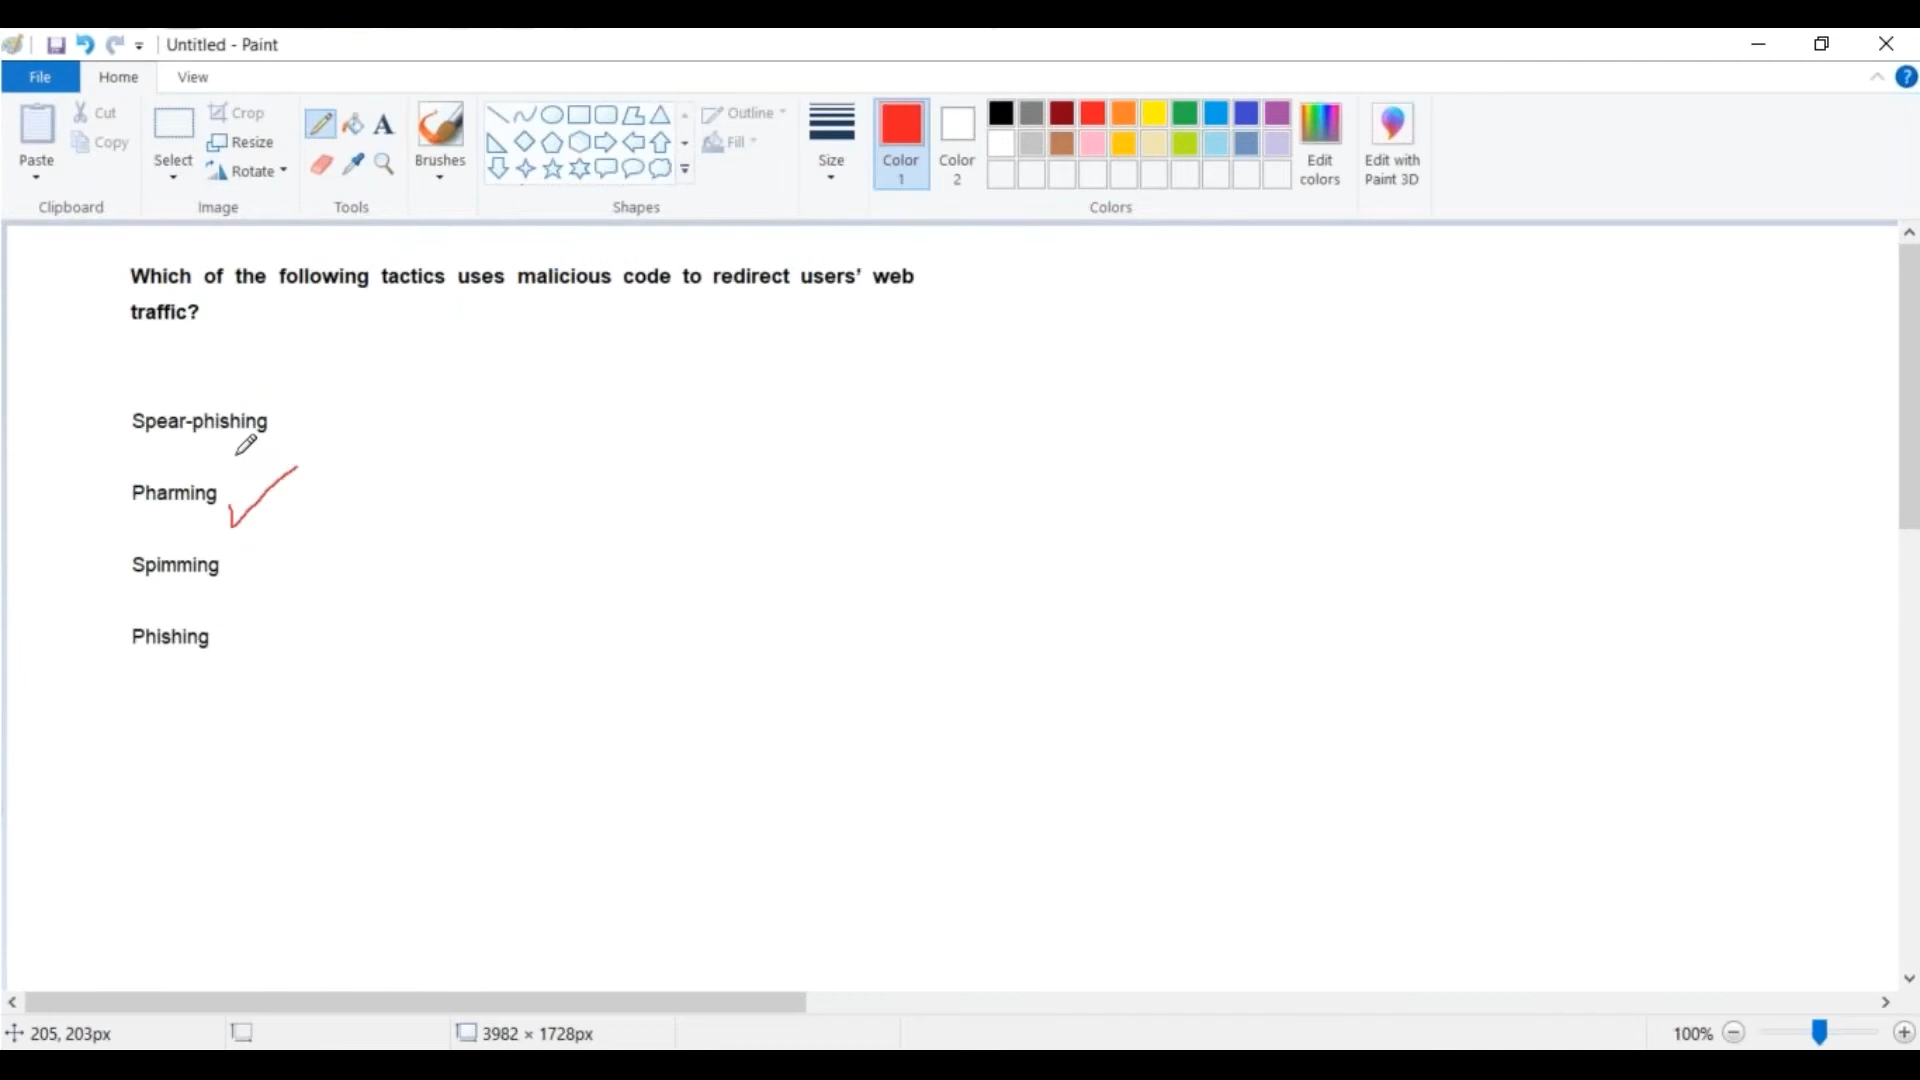 Untitled - Paint
File Home View
Paste
Cut
Copy
Clipboard
Select
Crop
Resize
Rotate
Image
A
Tools
Brushes
Shapes
Outline
Fill
Size
Color 1
Color 2
Colors
Edit colors
Edit with Paint 3D
?
Which of the following tactics uses malicious code to redirect users’ web
traffic?
Spear-phishing
Pharming
Spimming
Phishing
205, 203px
3982 × 1728px
100%